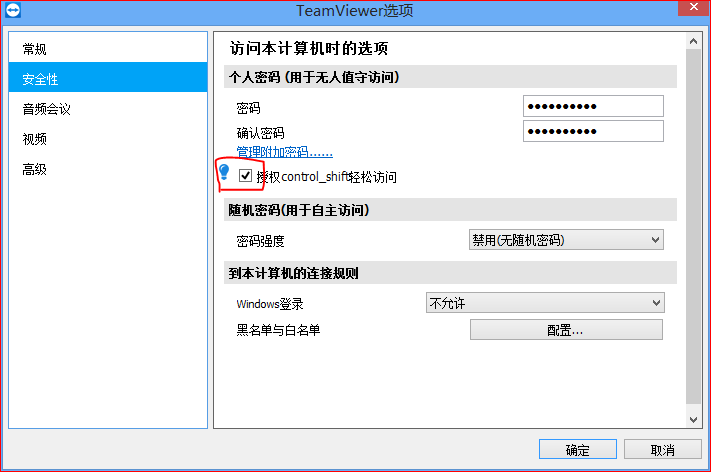 TeamViewer选项
常规
安全性
音频会议
视频
高级
访问本计算机时的选项
个人密码 (用于无人值守访问)
密码
确认密码
管理附加密码......
授权control_shift轻松访问
随机密码(用于自主访问)
密码强度
禁用(无随机密码)
到本计算机的连接规则
Windows登录
不允许
黑名单与白名单
配置...
确定
取消